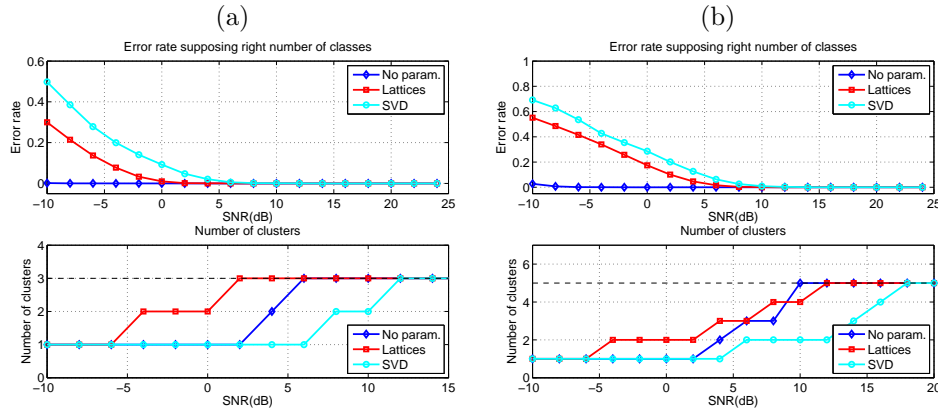 (a)
Error rate supposing right number of classes
Error rate
0.6
0.4
0.2
0
No param.
Lattices
SVD
−10 −5 0 5 10 15 20 25
SNR(dB)
Number of clusters
Number of clusters
4
3
2
1
0
No param.
Lattices
SVD
−10 −5 0 5 10 15
SNR(dB)
(b)
Error rate supposing right number of classes
Error rate
1
0.8
0.6
0.4
0.2
0
No param.
Lattices
SVD
−10 −5 0 5 10 15 20 25
SNR(dB)
Number of clusters
Number of clusters
6
4
2
0
No param.
Lattices
SVD
−10 −5 0 5 10 15 20
SNR(dB)